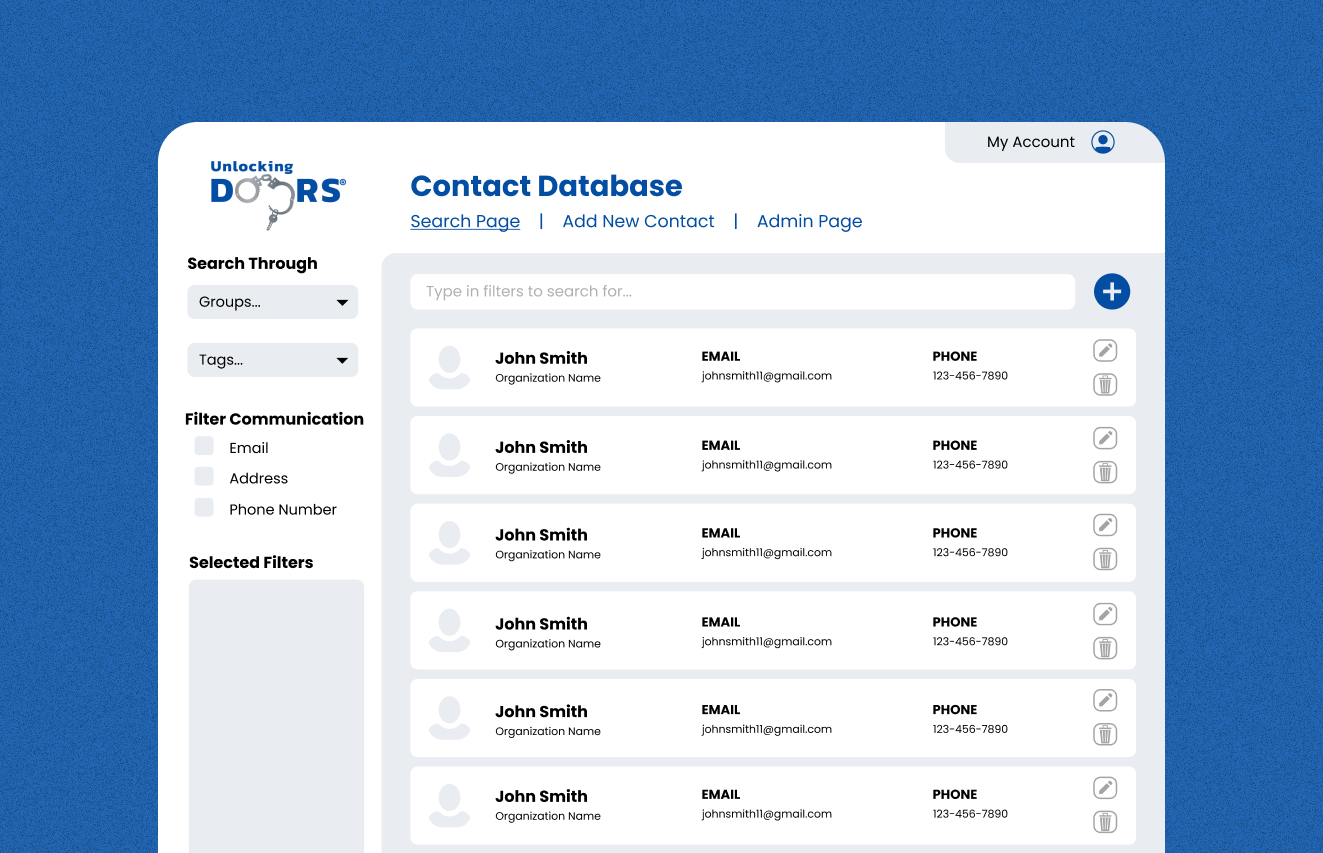 My Account
Unlocking
DOORS®
Contact Database
Search Page | Add New Contact | Admin Page
Search Through
Groups...
Tags...
Filter Communication
Email
Address
Phone Number
Selected Filters
Type in filters to search for...
John Smith
Organization Name
EMAIL
johnsmith11@gmail.com
PHONE
123-456-7890
John Smith
Organization Name
EMAIL
johnsmith11@gmail.com
PHONE
123-456-7890
John Smith
Organization Name
EMAIL
johnsmith11@gmail.com
PHONE
123-456-7890
John Smith
Organization Name
EMAIL
johnsmith11@gmail.com
PHONE
123-456-7890
John Smith
Organization Name
EMAIL
johnsmith11@gmail.com
PHONE
123-456-7890
John Smith
Organization Name
EMAIL
johnsmith11@gmail.com
PHONE
123-456-7890